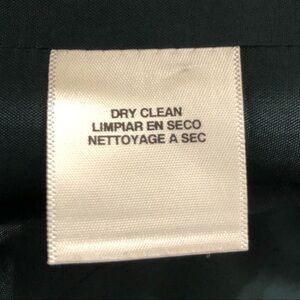 DRY CLEAN
LIMPIAR EN SECO
NETTOYAGE A SEC